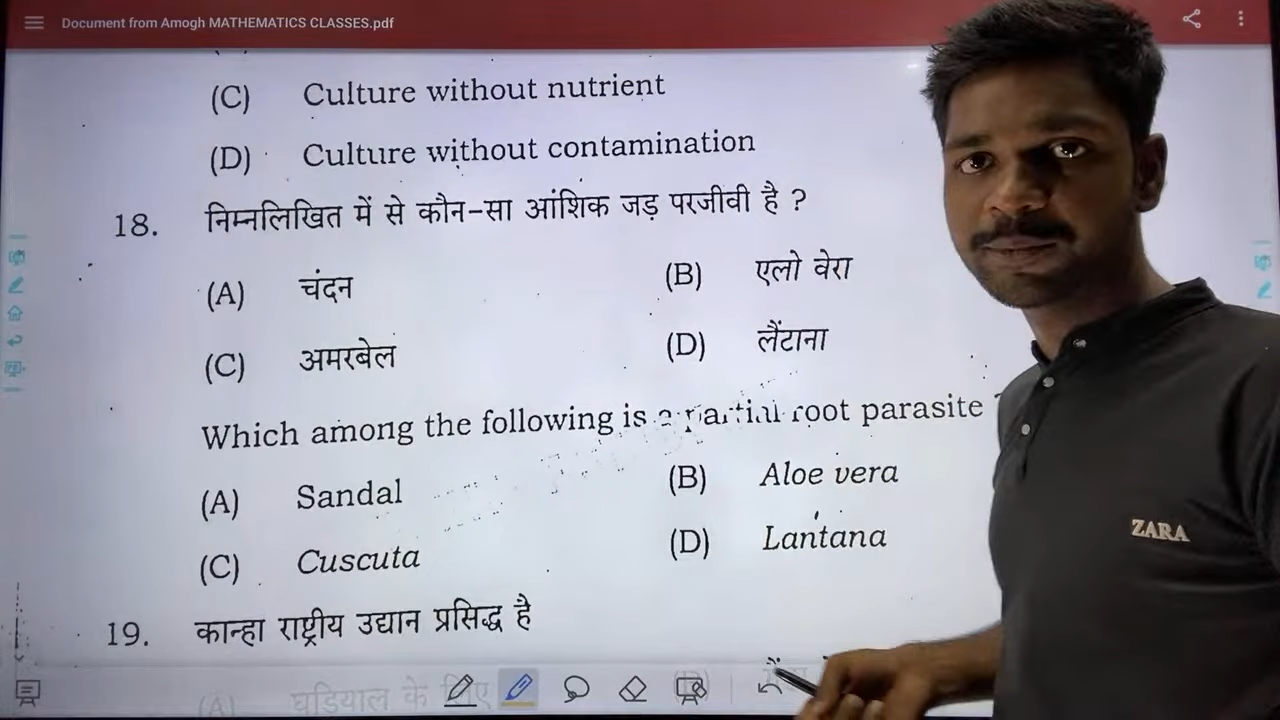 Document from Amogh MATHEMATICS CLASSES.pdf
(C) Culture without nutrient
(D) Culture without contamination
18. निम्नलिखित में से कौन-सा आंशिक जड़ परजीवी है ?
(A) चंदन (B) एलो वेरा
(C) अमरबेल (D) लैंटाना
Which among the following is a partial root parasite ?
(A) Sandal (B) Aloe vera
(C) Cuscuta (D) Lantana
ZARA
19. कान्हा राष्ट्रीय उद्यान प्रसिद्ध है
(A) घड़ियाल के लिए (B)